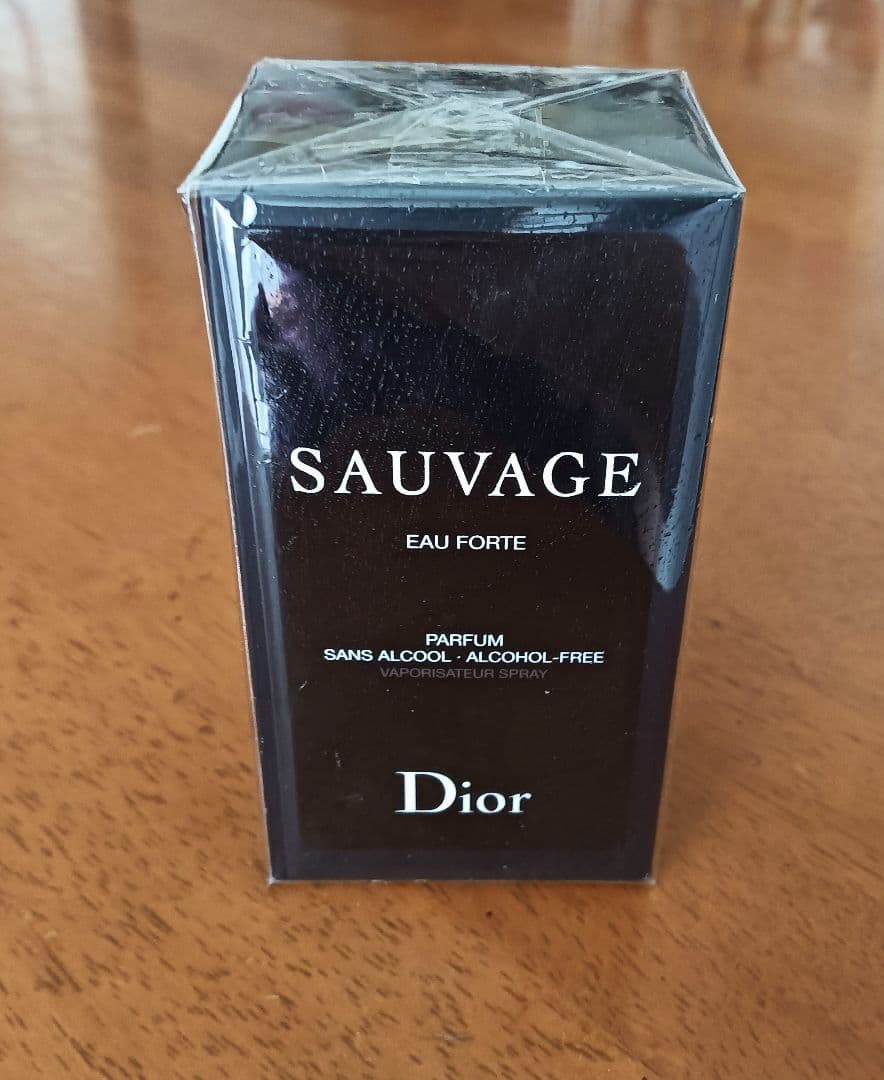 SAUVAGE
EAU FORTE
PARFUM
SANS ALCOOL · ALCOHOL-FREE
VAPORISATEUR SPRAY
Dior